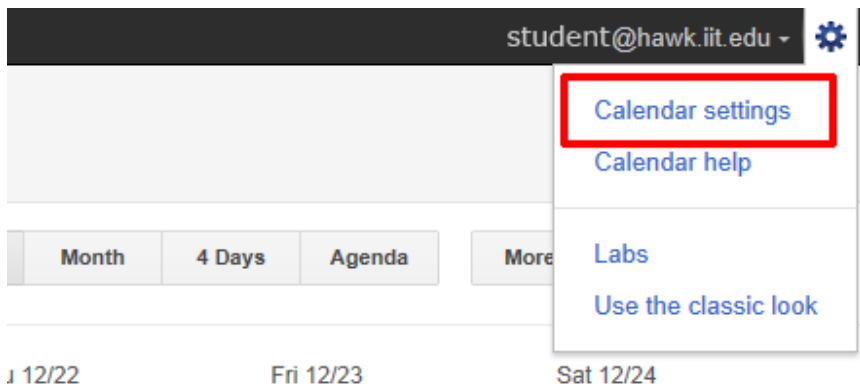 student@hawk.iit.edu
Calendar settings
Calendar help
Month 4 Days Agenda More
Labs
Use the classic look
12/22 Fri 12/23 Sat 12/24